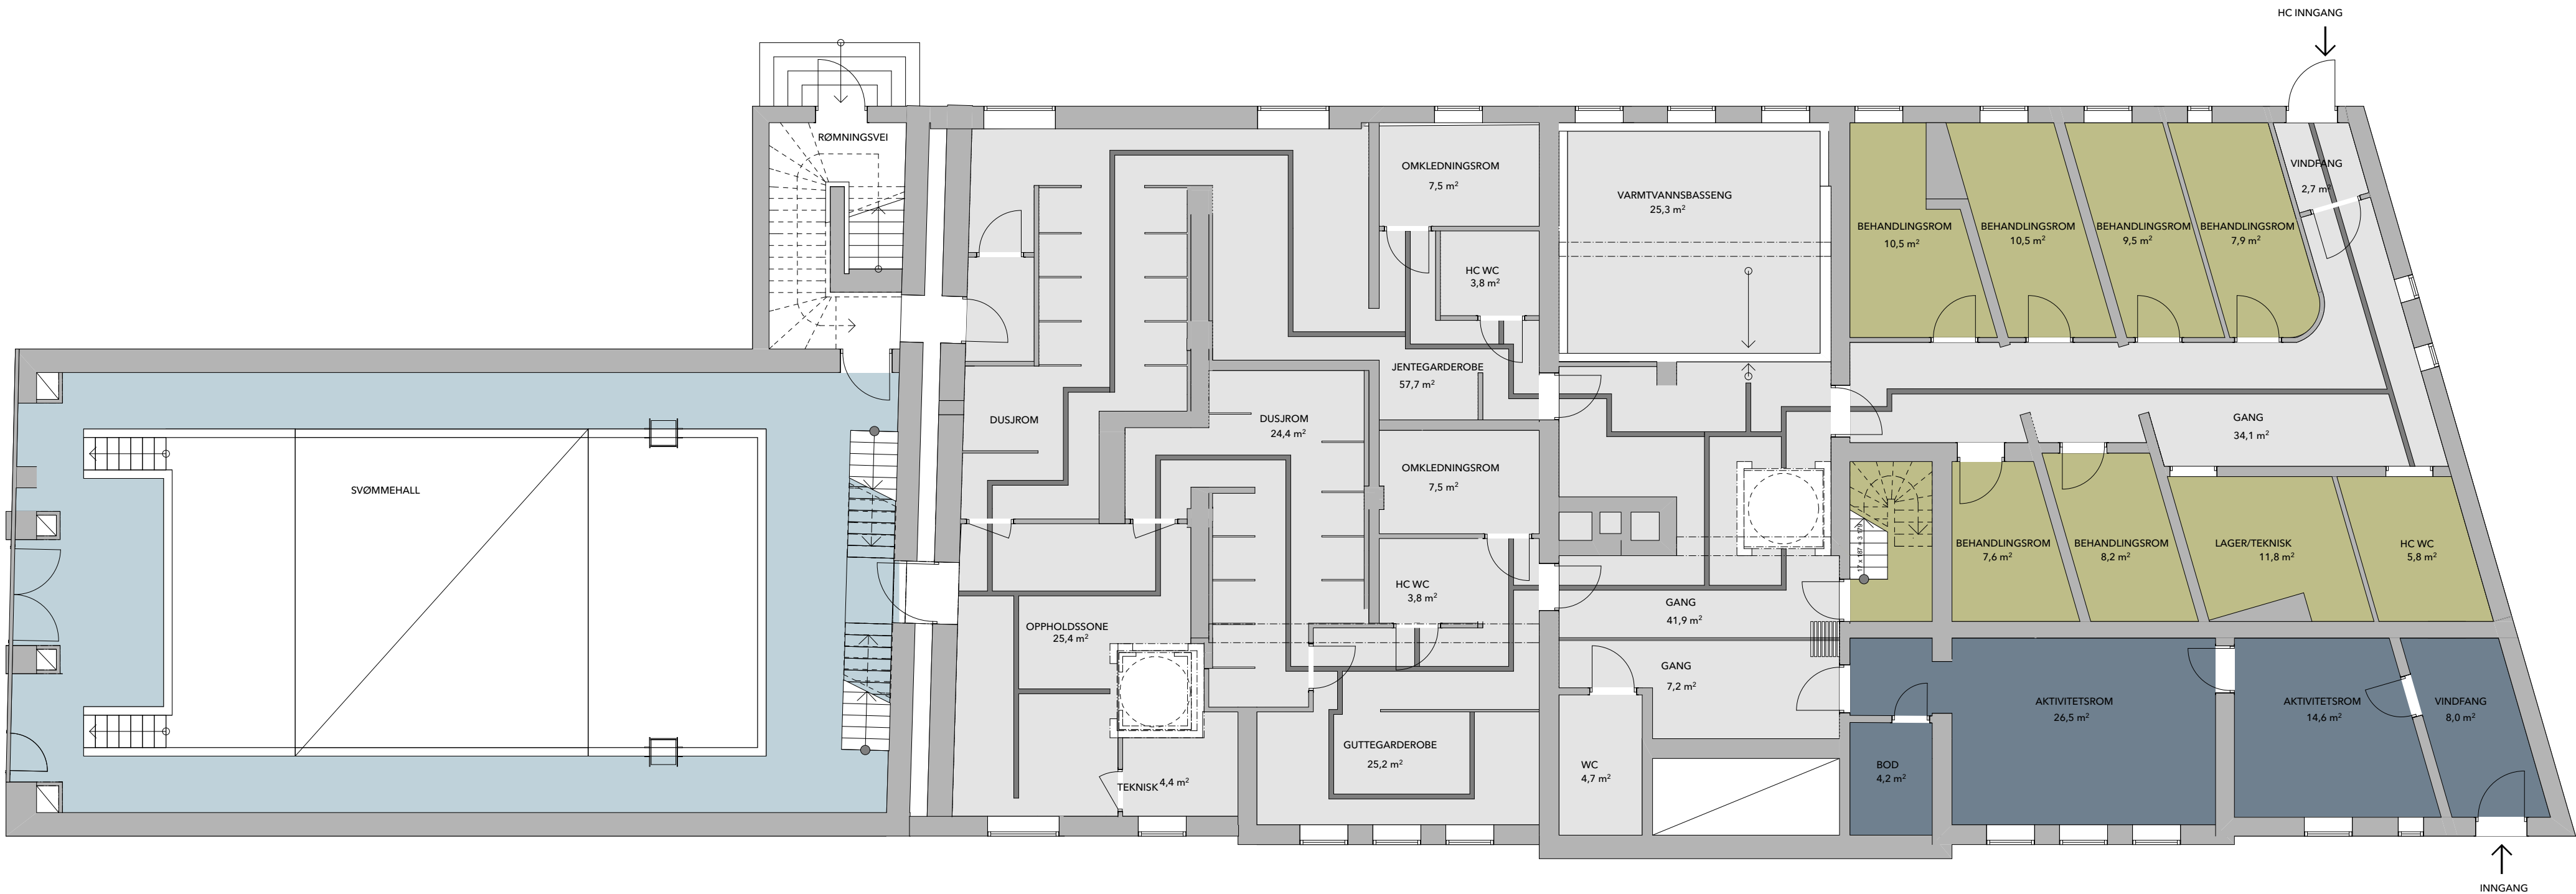 HC INNGANG
RØMNINGSVEI
OMKLEDNINGSROM
7,5 m²
VARMTVANNSBASSENG
25,3 m²
VINDFANG
2,7 m²
BEHANDLINGSROM
10,5 m²
BEHANDLINGSROM
10,5 m²
BEHANDLINGSROM
9,5 m²
BEHANDLINGSROM
7,9 m²
HC WC
3,8 m²
JENTEGARDEROBE
57,7 m²
DUSJROM
DUSJROM
24,4 m²
GANG
34,1 m²
OMKLEDNINGSROM
7,5 m²
SVØMMEHALL
BEHANDLINGSROM
7,6 m²
BEHANDLINGSROM
8,2 m²
LAGER/TEKNISK
11,8 m²
HC WC
5,8 m²
HC WC
3,8 m²
GANG
41,9 m²
OPPHOLDSSONE
25,4 m²
GANG
7,2 m²
AKTIVITETSROM
26,5 m²
AKTIVITETSROM
14,6 m²
VINDFANG
8,0 m²
GUTTEGARDEROBE
25,2 m²
WC
4,7 m²
BOD
4,2 m²
TEKNISK 4,4 m²
INNGANG